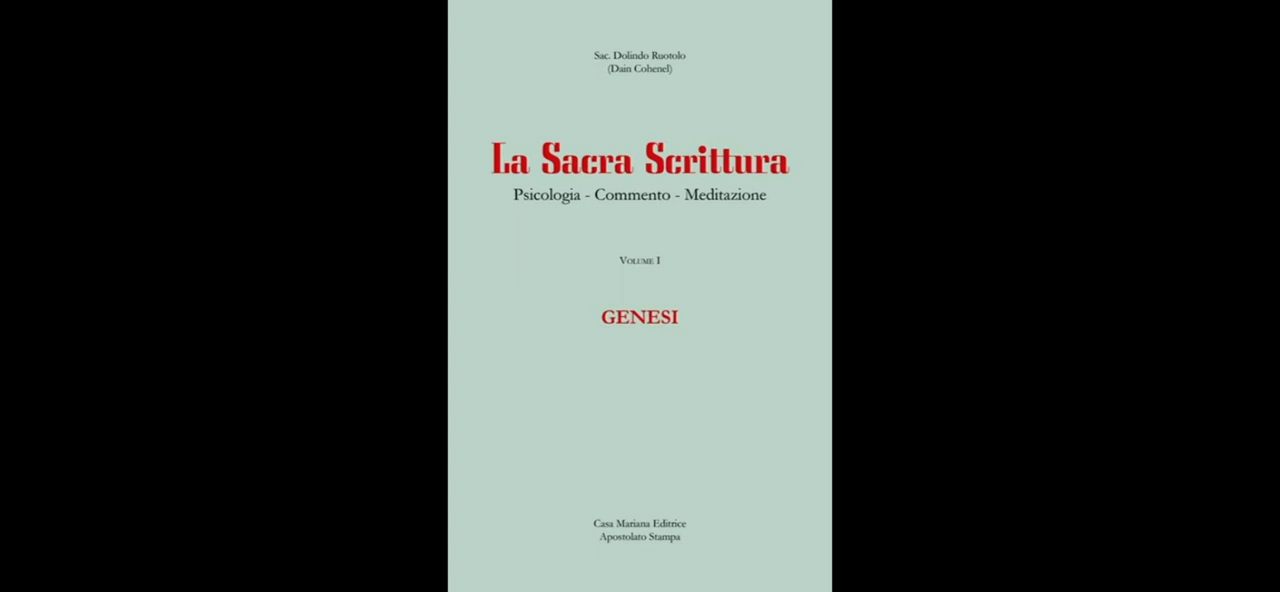 Sac. Dolindo Ruotolo
(Dain Cohenel)
La Sacra Scrittura
Psicologia - Commento - Meditazione
Volume I
GENESI
Casa Mariana Editrice
Apostolato Stampa